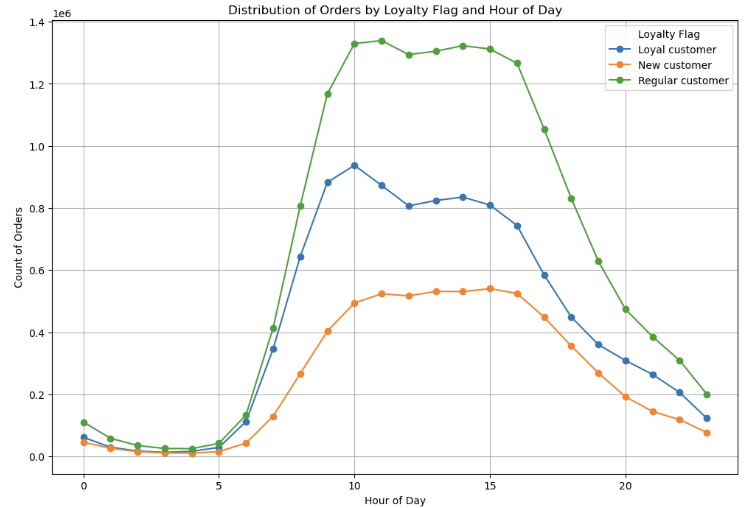 Distribution of Orders by Loyalty Flag and Hour of Day
1e6
1.4
1.2
1.0
0.8
0.6
0.4
0.2
0.0
Count of Orders
Loyalty Flag
Loyal customer
New customer
Regular customer
0 5 10 15 20
Hour of Day